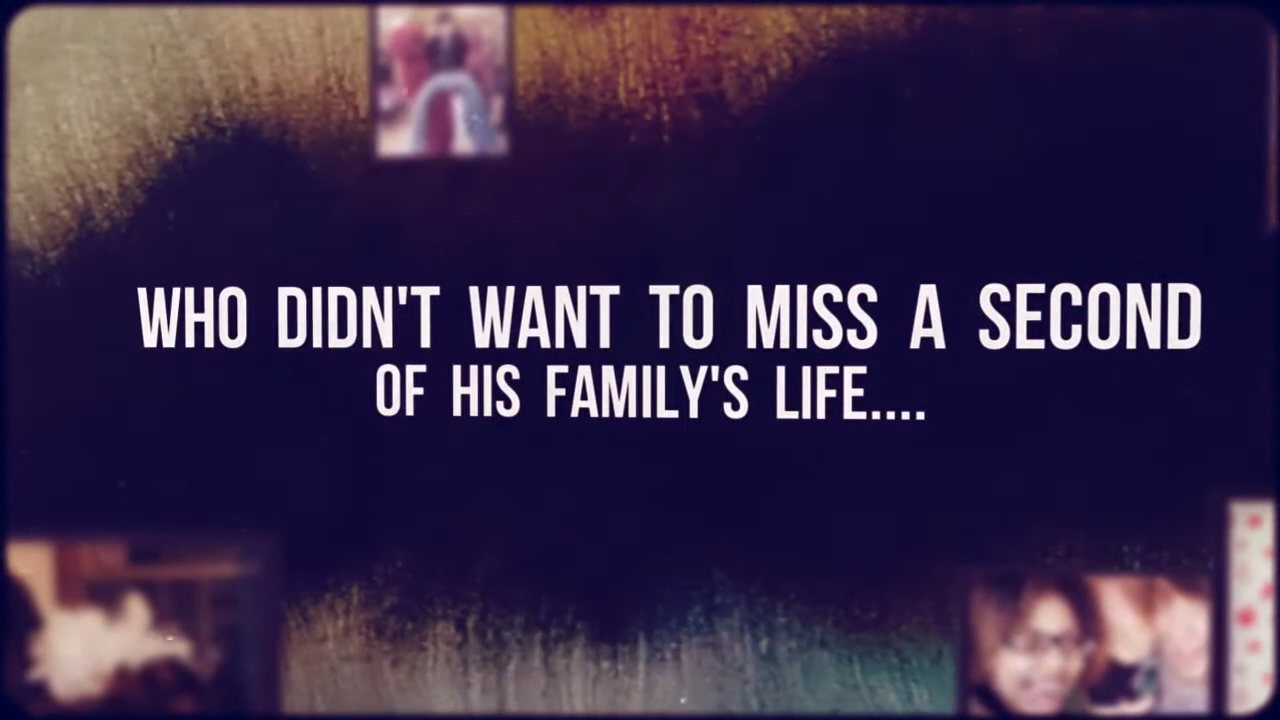 WHO DIDN'T WANT TO MISS A SECOND
OF HIS FAMILY'S LIFE....